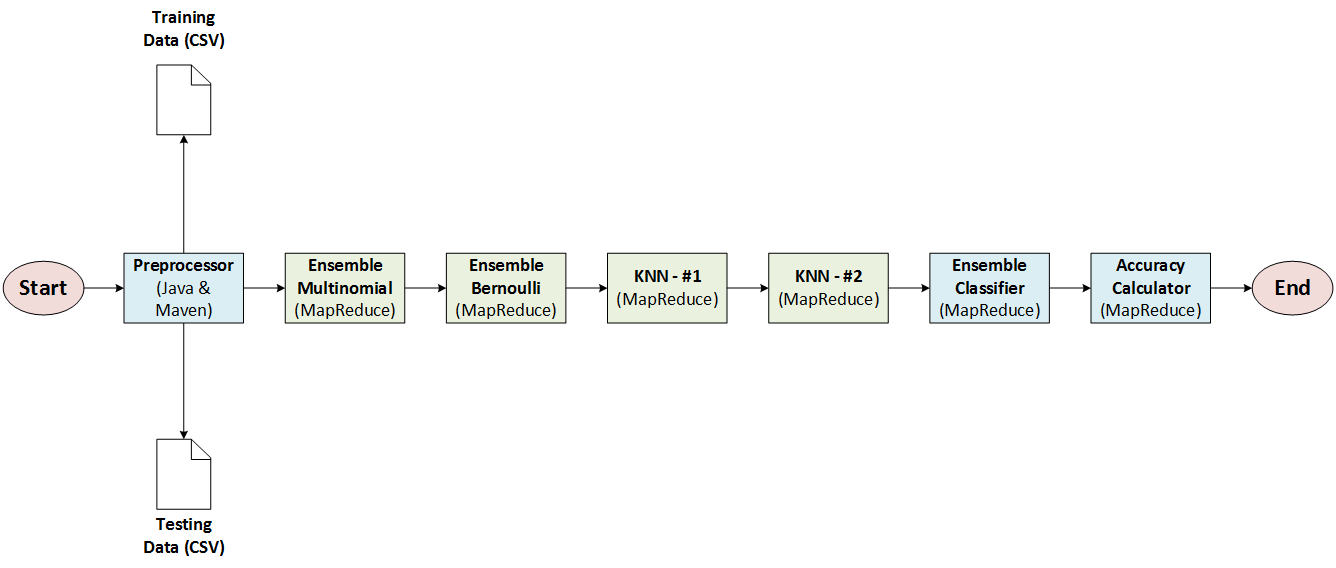 Training
Data (CSV)
Start
Preprocessor
(Java &
Maven)
Ensemble
Multinomial
(MapReduce)
Ensemble
Bernoulli
(MapReduce)
KNN - #1
(MapReduce)
KNN - #2
(MapReduce)
Ensemble
Classifier
(MapReduce)
Accuracy
Calculator
(MapReduce)
End
Testing
Data (CSV)